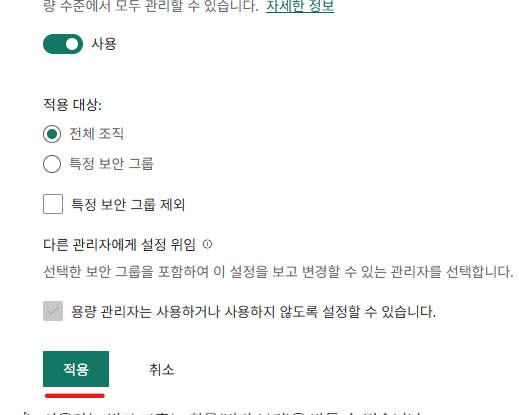 량 수준에서 모두 관리할 수 있습니다. 자세한 정보
사용
적용 대상:
전체 조직
특정 보안 그룹
특정 보안 그룹 제외
다른 관리자에게 설정 위임
선택한 보안 그룹을 포함하여 이 설정을 보고 변경할 수 있는 관리자를 선택합니다.
용량 관리자는 사용하거나 사용하지 않도록 설정할 수 있습니다.
적용 취소